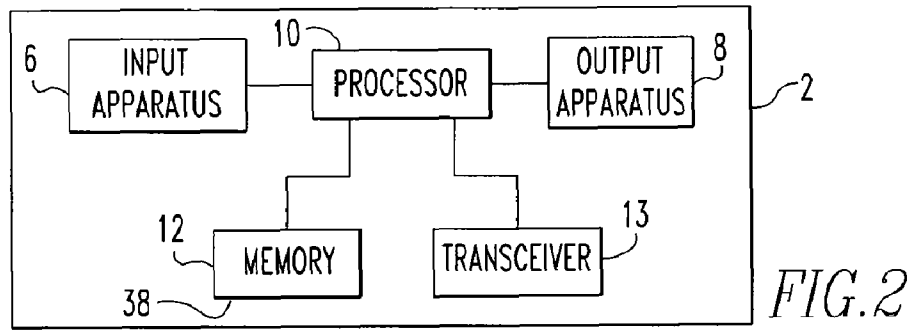 10
6
INPUT
APPARATUS
PROCESSOR
OUTPUT
APPARATUS
8
2
12
MEMORY
38
TRANSCEIVER
13
FIG.2